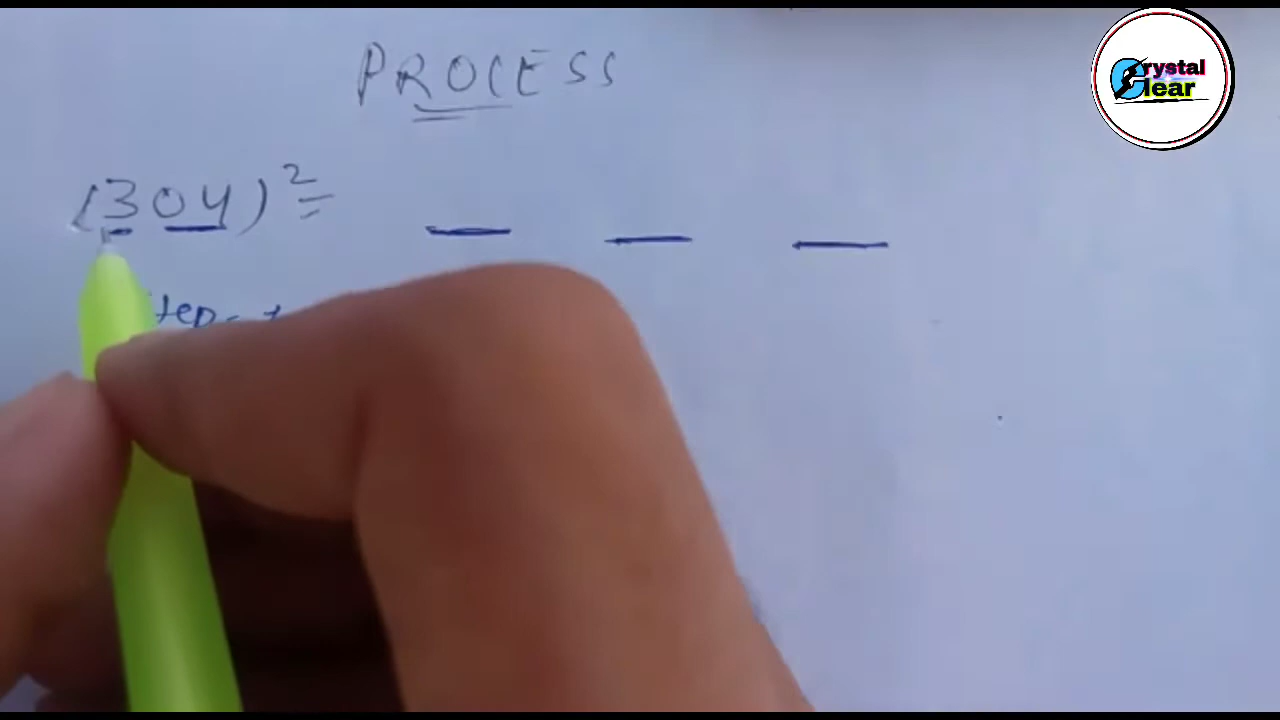 PROCESS
Crystal
Clear
(304)² =